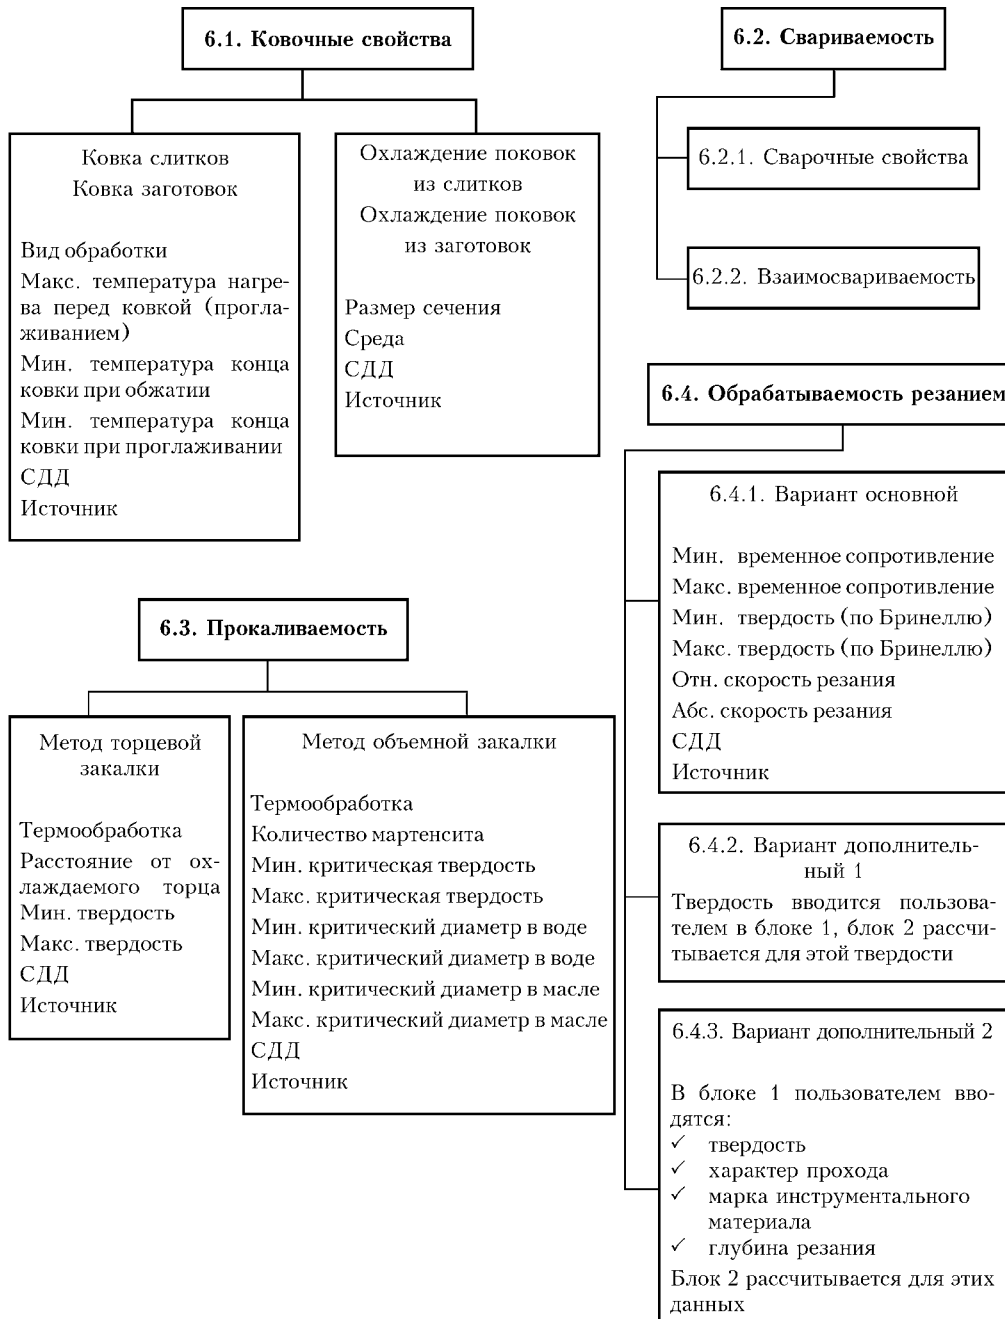 6.1. Ковочные свойства
Ковка слитков
Ковка заготовок
Вид обработки
Макс. температура нагре-
ва перед ковкой (прогла-
живанием)
Мин. температура конца
ковки при обжатии
Мин. температура конца
ковки при проглаживании
СДД
Источник
Охлаждение поковок
из слитков
Охлаждение поковок
из заготовок
Размер сечения
Среда
СДД
Источник
6.2. Свариваемость
6.2.1. Сварочные свойства
6.2.2. Взаимосвариваемость
6.3. Прокаливаемость
Метод торцевой
закалки
Термообработка
Расстояние от ох-
лаждаемого торца
Мин. твердость
Макс. твердость
СДД
Источник
Метод объемной закалки
Термообработка
Количество мартенсита
Мин. критическая твердость
Макс. критическая твердость
Мин. критический диаметр в воде
Макс. критический диаметр в воде
Мин. критический диаметр в масле
Макс. критический диаметр в масле
СДД
Источник
6.4. Обрабатываемость резанием
6.4.1. Вариант основной
Мин. временное сопротивление
Макс. временное сопротивление
Мин. твердость (по Бринеллю)
Макс. твердость (по Бринеллю)
Отн. скорость резания
Абс. скорость резания
СДД
Источник
6.4.2. Вариант дополнитель-
ный 1
Твердость вводится пользова-
телем в блоке 1, блок 2 рассчи-
тывается для этой твердости
6.4.3. Вариант дополнительный 2
В блоке 1 пользователем вво-
дятся:
✓ твердость
✓ характер прохода
✓ марка инструментального
материала
✓ глубина резания
Блок 2 рассчитывается для этих
данных